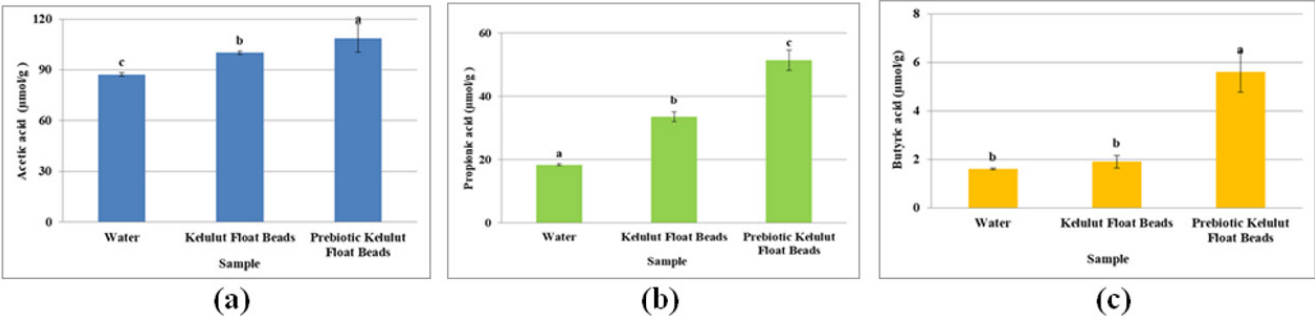 120
90
60
30
0
Acetic acid (µmol/g )
c
b
a
Water
Kelulut Float Beads
Prebiotic Kelulut
Float Beads
Sample
(a)
60
40
20
0
Propionic acid (µmol/g )
a
b
c
Water
Kelulut Float Beads
Prebiotic Kelulut
Float Beads
Sample
(b)
8
6
4
2
0
Butyric acid (µmol/g)
b
b
a
Water
Kelulut Float Beads
Prebiotic Kelulut
Float Beads
Sample
(c)